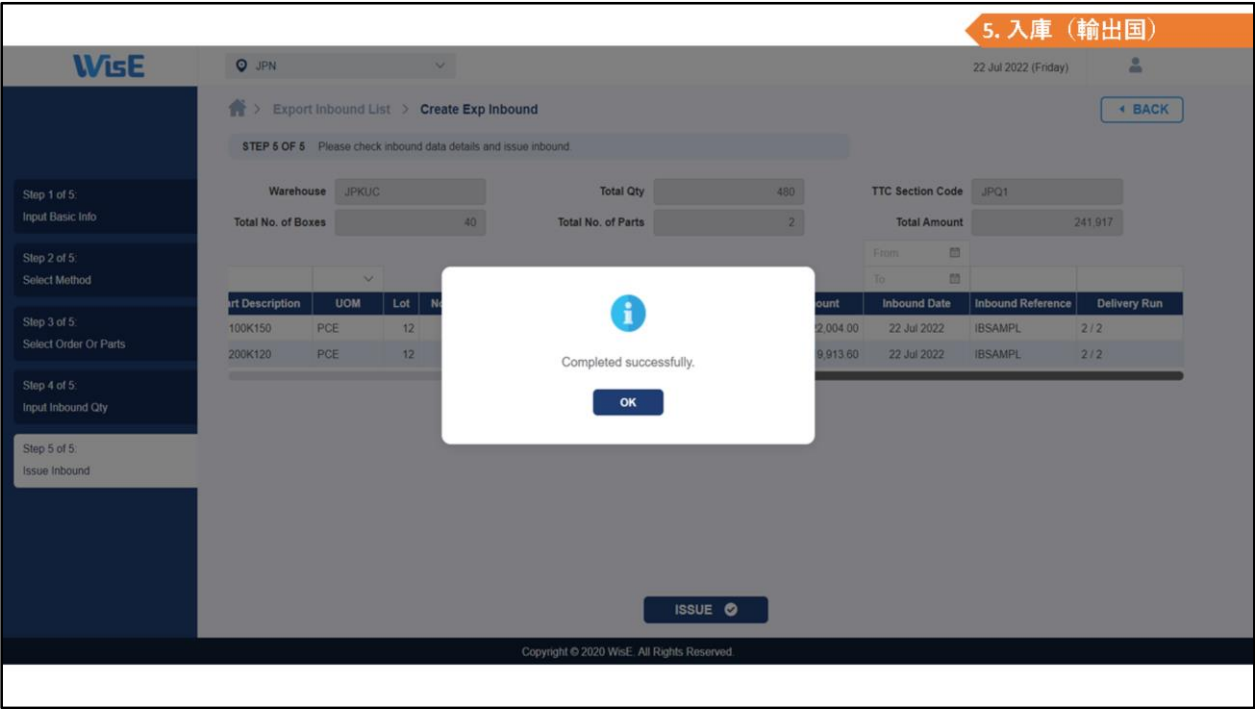 5. 入庫（輸出国）
WisE
JPN
22 Jul 2022 (Friday)
> Export Inbound List > Create Exp Inbound
BACK
STEP 5 OF 5 Please check inbound data details and issue inbound.
Step 1 of 5:
Input Basic Info
Step 2 of 5:
Select Method
Step 3 of 5:
Select Order Or Parts
Step 4 of 5:
Input Inbound Qty
Step 5 of 5:
Issue Inbound
Warehouse JPKUC Total Qty 480 TTC Section Code JPQ1
Total No. of Boxes 40 Total No. of Parts 2 Total Amount 241,917
From
To
Description UOM Lot Inbound Date Inbound Reference Delivery Run
100K150 PCE 12 2,004.00 22 Jul 2022 IBSAMPL 2 / 2
200K120 PCE 12 9,913.60 22 Jul 2022 IBSAMPL 2 / 2
Completed successfully.
OK
ISSUE
Copyright © 2020 WisE. All Rights Reserved.